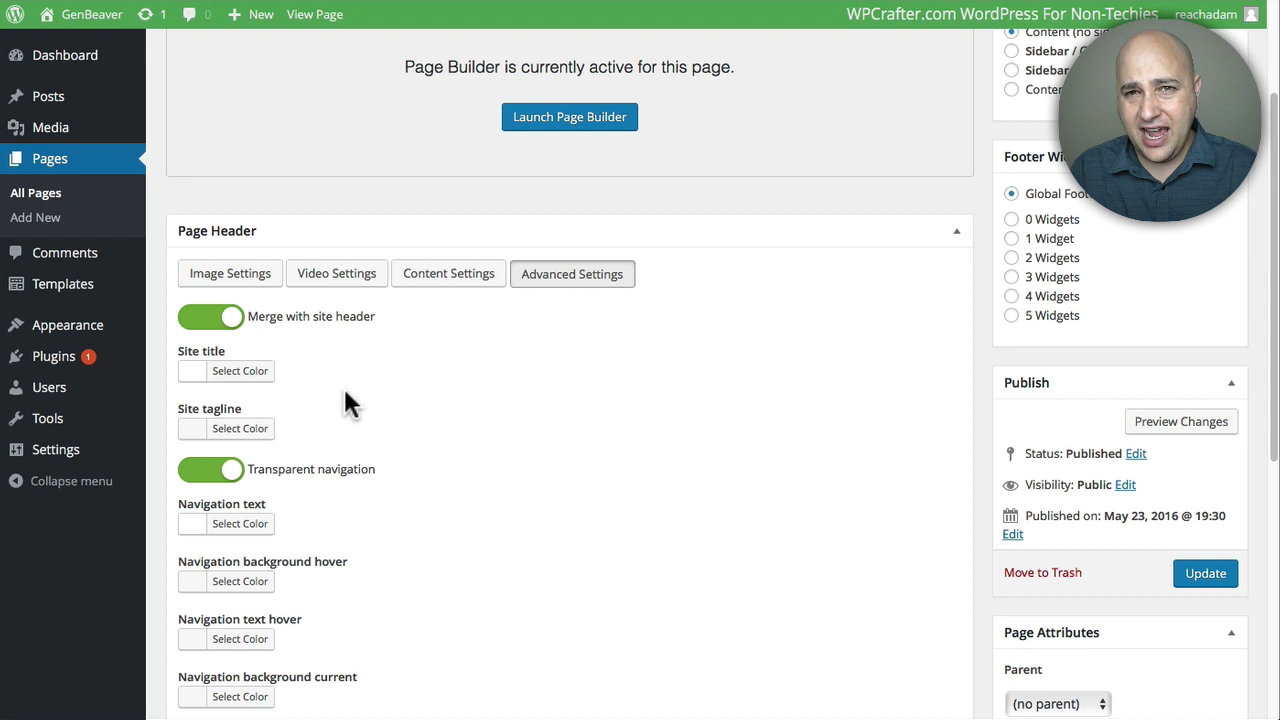 GenBeaver
1
0
New
View Page
WPCrafter.com WordPress For Non-Techies
reachadam
Dashboard
Posts
Media
Pages
All Pages
Add New
Comments
Templates
Appearance
Plugins 1
Users
Tools
Settings
Collapse menu
Page Builder is currently active for this page.
Launch Page Builder
Page Header
Image Settings
Video Settings
Content Settings
Advanced Settings
Merge with site header
Site title
Select Color
Site tagline
Select Color
Transparent navigation
Navigation text
Select Color
Navigation background hover
Select Color
Navigation text hover
Select Color
Navigation background current
Select Color
Content (no
Sidebar /
Sidebar
Footer
Global
0 Widgets
1 Widget
2 Widgets
3 Widgets
4 Widgets
5 Widgets
Publish
Preview Changes
Status: Published Edit
Visibility: Public Edit
Published on: May 23, 2016 @ 19:30
Edit
Move to Trash
Update
Page Attributes
Parent
(no parent)